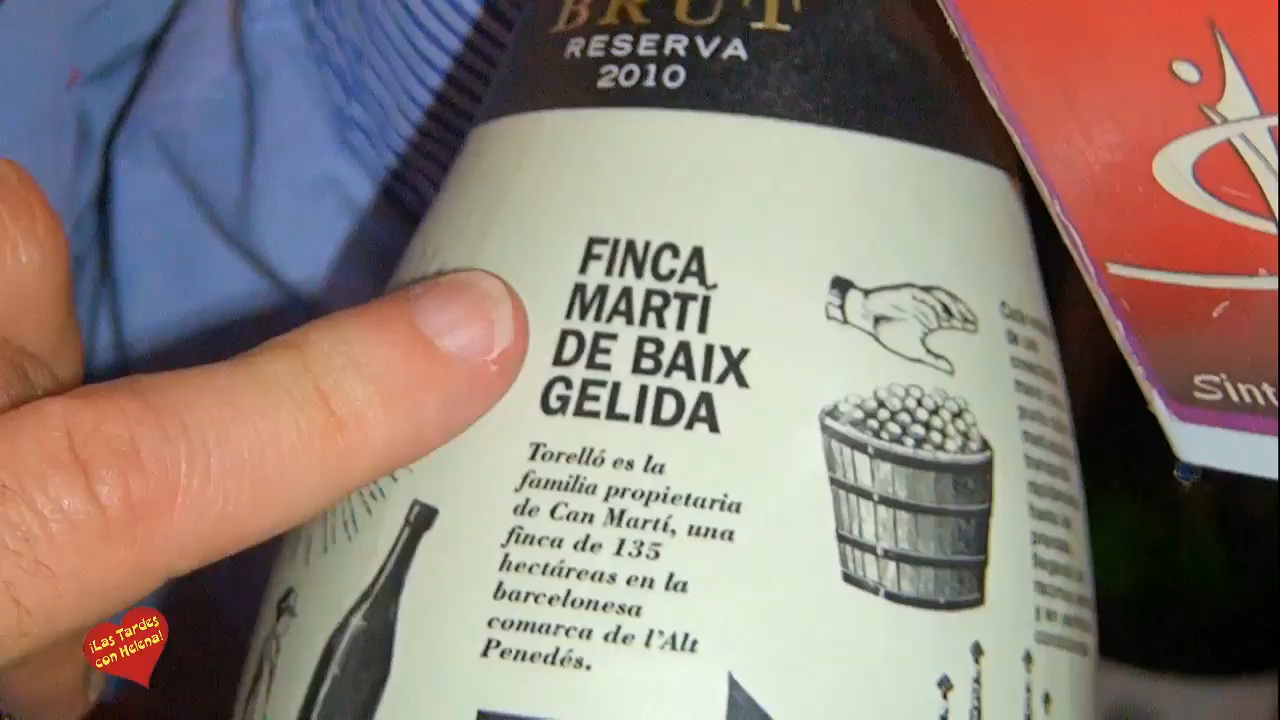 BRUT
RESERVA
2010
FINCA
MARTÍ
DE BAIX
GELIDA
Torelló es la
familia propietaria
de Can Martí, una
finca de 135
hectáreas en la
barcelonesa
comarca de l'Alt
Penedés.
Sint
¡Las Tardes
con Helena!